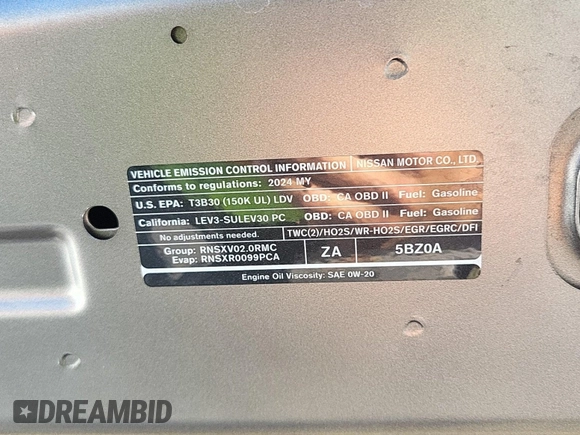 VEHICLE EMISSION CONTROL INFORMATION NISSAN MOTOR CO., LTD.
Conforms to regulations: 2024 MY
U.S. EPA: T3B30 (150K UL) LDV OBD: CA OBD II Fuel: Gasoline
California: LEV3-SULEV30 PC OBD: CA OBD II Fuel: Gasoline
No adjustments needed. TWC(2)/HO2S/WR-HO2S/EGR/EGRC/DFI
Group: RNSXV02.0RMC
Evap: RNSXR0099PCA
ZA
5BZ0A
Engine Oil Viscosity: SAE 0W-20
DREAMBID